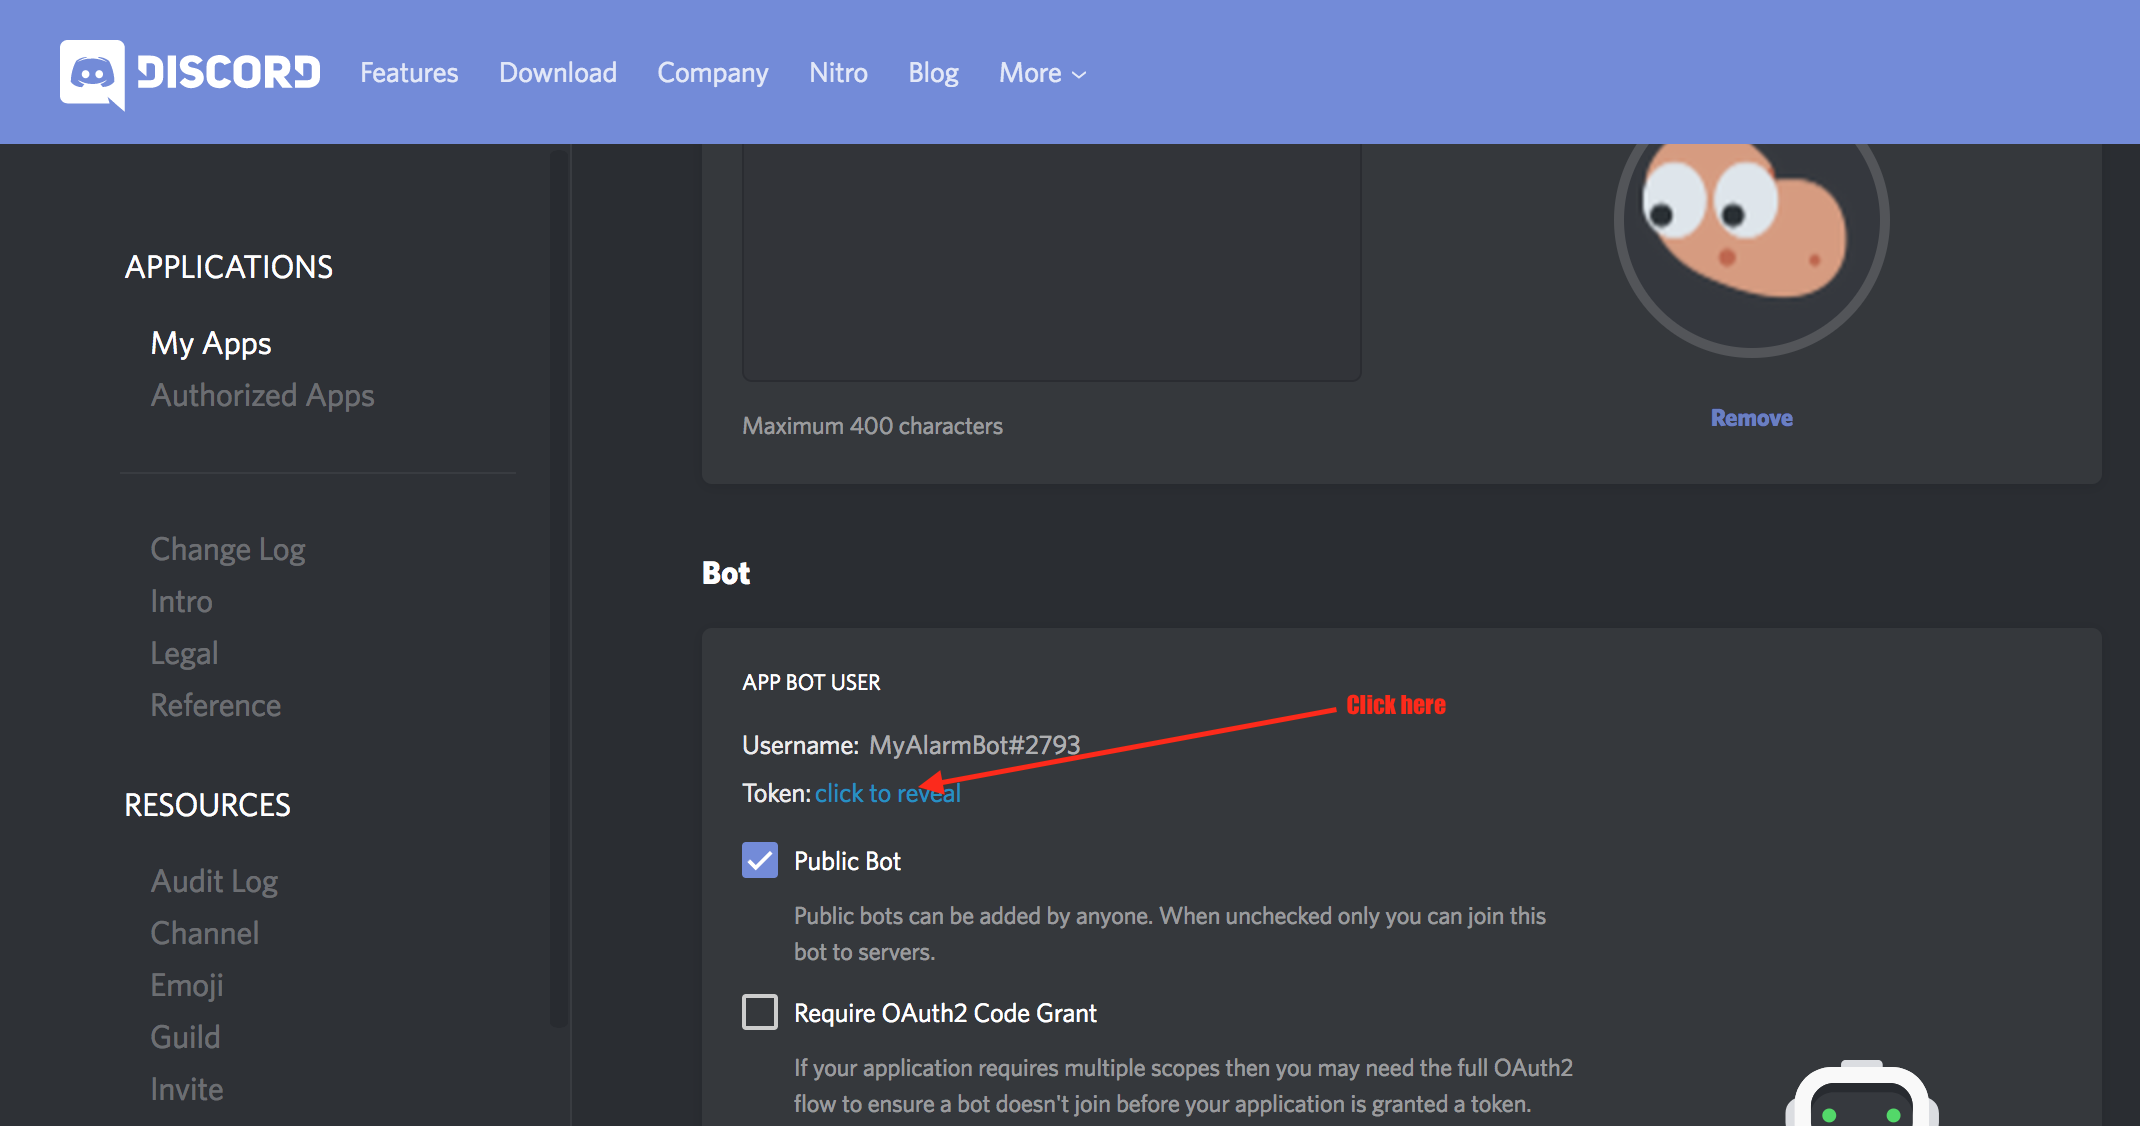 DISCORD Features Download Company Nitro Blog More
APPLICATIONS
My Apps
Authorized Apps
Change Log
Intro
Legal
Reference
RESOURCES
Audit Log
Channel
Emoji
Guild
Invite
Maximum 400 characters
Remove
Bot
APP BOT USER
Click here
Username: MyAlarmBot#2793
Token: click to reveal
Public Bot
Public bots can be added by anyone. When unchecked only you can join this
bot to servers.
Require OAuth2 Code Grant
If your application requires multiple scopes then you may need the full OAuth2
flow to ensure a bot doesn't join before your application is granted a token.